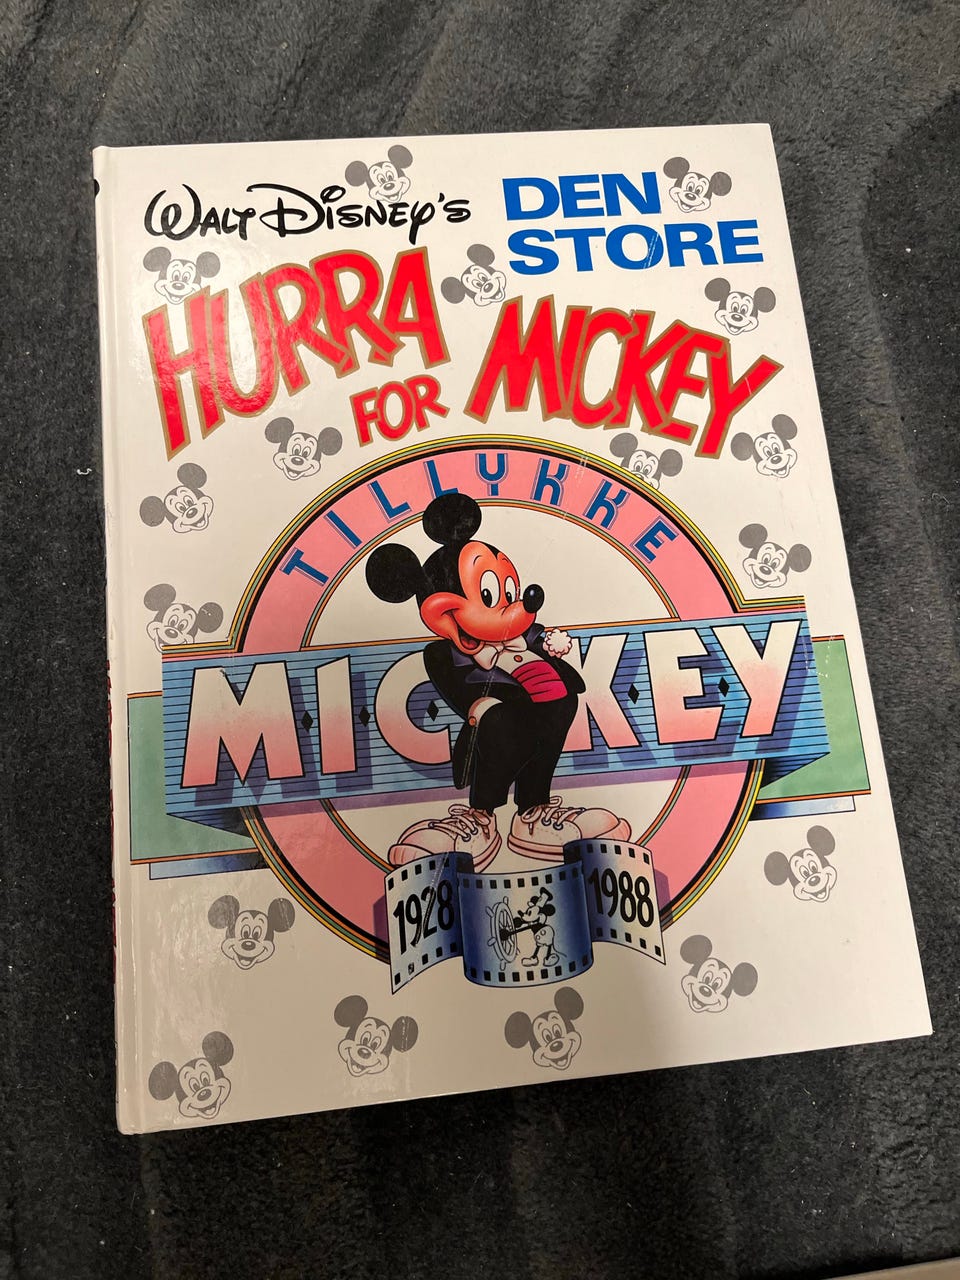 WALT DISNEY'S
DEN
STORE
HURRA
FOR MICKEY
TILLYKKE
MICKEY
1928 1988